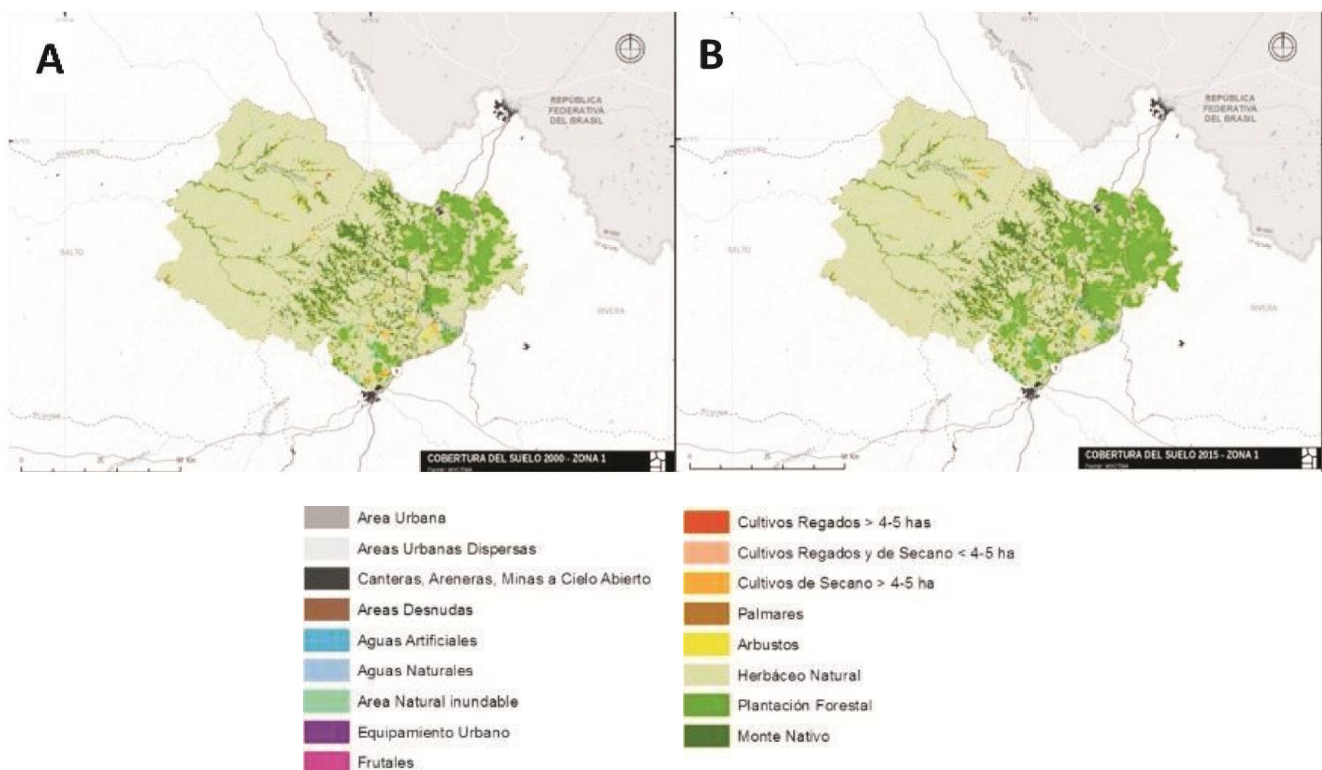 A
REPÚBLICA
FEDERATIVA
DEL BRASIL
SALTO
RIVERA
COBERTURA DEL SUELO 2000 - ZONA 1
B
REPÚBLICA
FEDERATIVA
DEL BRASIL
SALTO
RIVERA
COBERTURA DEL SUELO 2015 - ZONA 1
Area Urbana
Areas Urbanas Dispersas
Canteras, Areneras, Minas a Cielo Abierto
Areas Desnudas
Aguas Artificiales
Aguas Naturales
Area Natural inundable
Equipamiento Urbano
Frutales
Cultivos Regados > 4-5 has
Cultivos Regados y de Secano < 4-5 ha
Cultivos de Secano > 4-5 ha
Palmares
Arbustos
Herbáceo Natural
Plantación Forestal
Monte Nativo